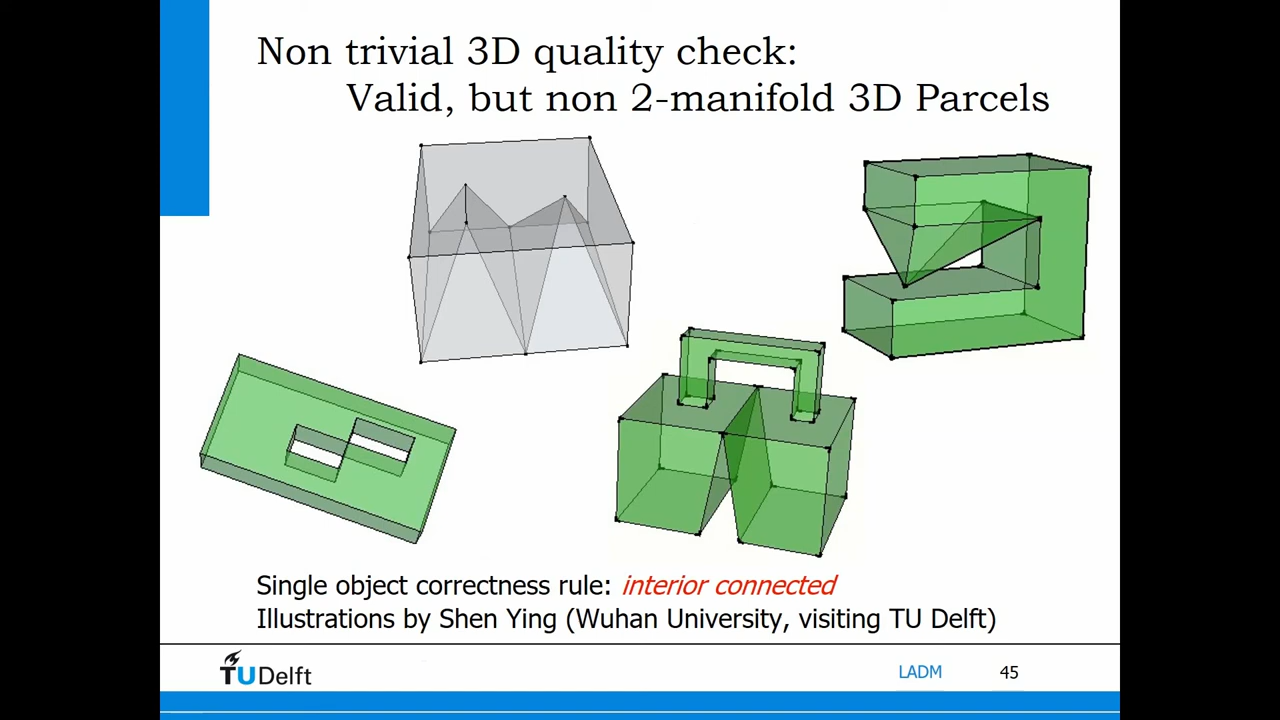 Non trivial 3D quality check:
Valid, but non 2-manifold 3D Parcels
Single object correctness rule: interior connected
Illustrations by Shen Ying (Wuhan University, visiting TU Delft)
TUDelft
LADM
45